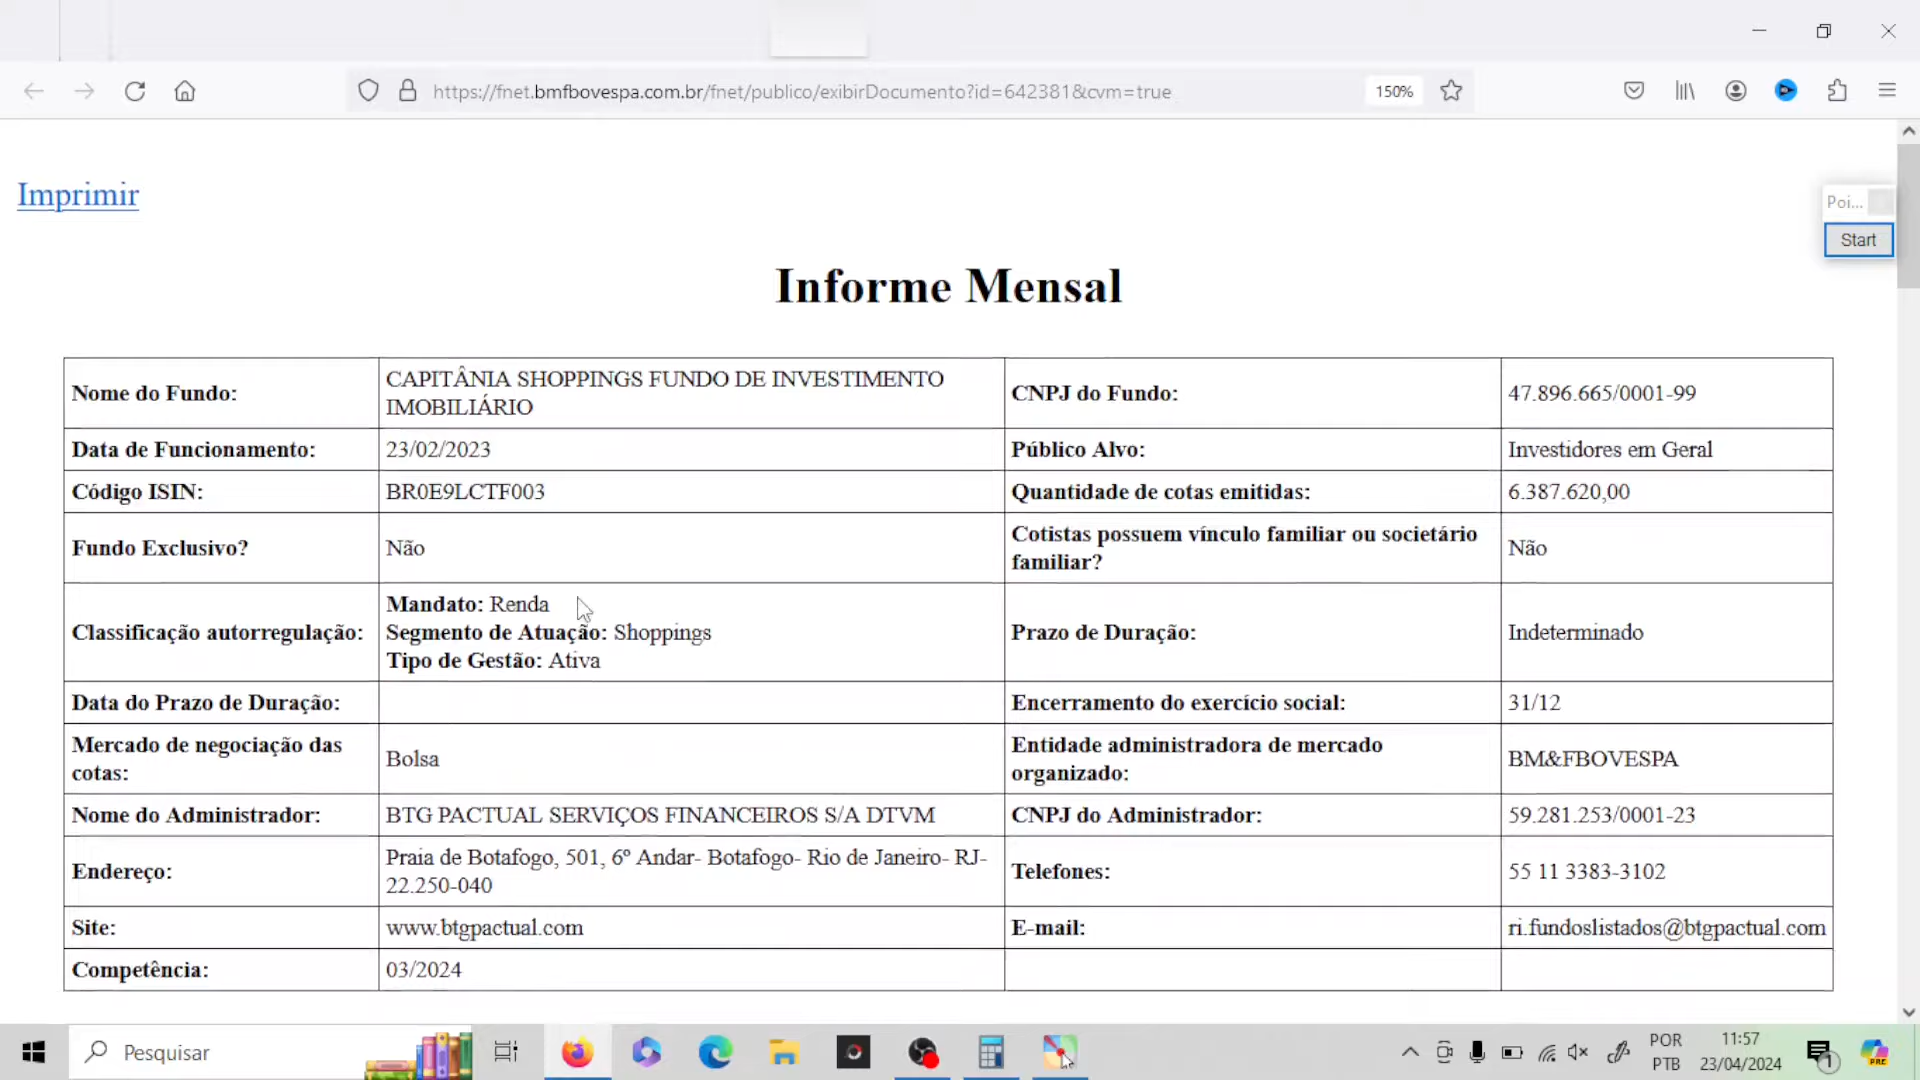 https://fnet.bmfbovespa.com.br/fnet/publico/exibirDocumento?id=642381&cvm=true
150%
Imprimir
Poi...
Start
Informe Mensal
Nome do Fundo:
CAPITÂNIA SHOPPINGS FUNDO DE INVESTIMENTO
IMOBILIÁRIO
CNPJ do Fundo:
47.896.665/0001-99
Data de Funcionamento:
23/02/2023
Público Alvo:
Investidores em Geral
Código ISIN:
BR0E9LCTF003
Quantidade de cotas emitidas:
6.387.620,00
Fundo Exclusivo?
Não
Cotistas possuem vínculo familiar ou societário
familiar?
Não
Classificação autorregulação:
Mandato: Renda
Segmento de Atuação: Shoppings
Tipo de Gestão: Ativa
Prazo de Duração:
Indeterminado
Data do Prazo de Duração:
Encerramento do exercício social:
31/12
Mercado de negociação das
cotas:
Bolsa
Entidade administradora de mercado
organizado:
BM&FBOVESPA
Nome do Administrador:
BTG PACTUAL SERVIÇOS FINANCEIROS S/A DTVM
CNPJ do Administrador:
59.281.253/0001-23
Endereço:
Praia de Botafogo, 501, 6º Andar- Botafogo- Rio de Janeiro- RJ-
22.250-040
Telefones:
55 11 3383-3102
Site:
www.btgpactual.com
E-mail:
ri.fundoslistados@btgpactual.com
Competência:
03/2024
Pesquisar
POR
PTB
11:57
23/04/2024
1
PRE